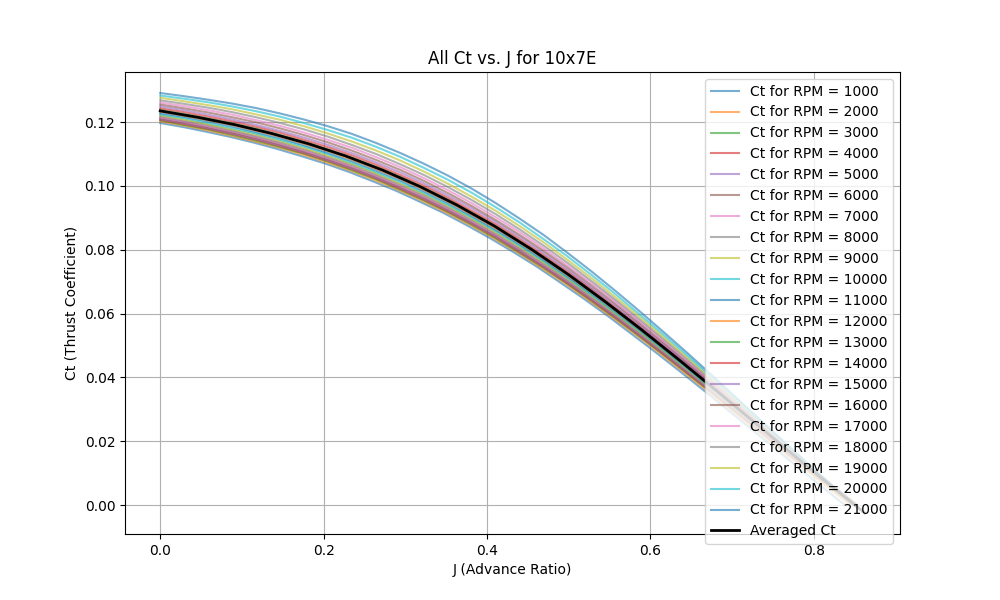 All Ct vs. J for 10x7E
Ct (Thrust Coefficient)
0.12
0.10
0.08
0.06
0.04
0.02
0.00
0.0
0.2
0.4
0.6
0.8
J (Advance Ratio)
Ct for RPM = 1000
Ct for RPM = 2000
Ct for RPM = 3000
Ct for RPM = 4000
Ct for RPM = 5000
Ct for RPM = 6000
Ct for RPM = 7000
Ct for RPM = 8000
Ct for RPM = 9000
Ct for RPM = 10000
Ct for RPM = 11000
Ct for RPM = 12000
Ct for RPM = 13000
Ct for RPM = 14000
Ct for RPM = 15000
Ct for RPM = 16000
Ct for RPM = 17000
Ct for RPM = 18000
Ct for RPM = 19000
Ct for RPM = 20000
Ct for RPM = 21000
Averaged Ct